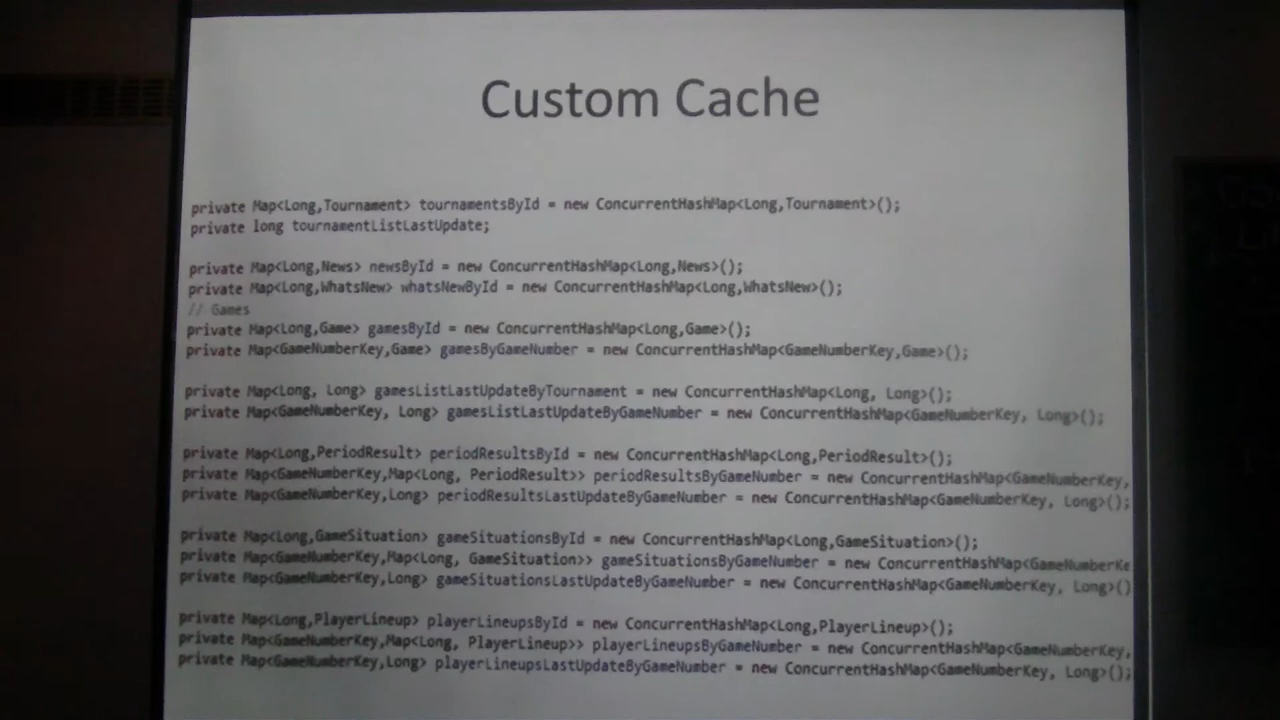 Custom Cache
private Map<Long,Tournament> tournamentsById = new ConcurrentHashMap<Long,Tournament>();
private long tournamentListLastUpdate;
private Map<Long,News> newsById = new ConcurrentHashMap<Long,News>();
private Map<Long,WhatsNew> whatsNewById = new ConcurrentHashMap<Long,WhatsNew>();
// Games
private Map<Long,Game> gamesById = new ConcurrentHashMap<Long,Game>();
private Map<GameNumberKey,Game> gamesByGameNumber = new ConcurrentHashMap<GameNumberKey,Game>();
private Map<Long, Long> gamesListLastUpdateByTournament = new ConcurrentHashMap<Long, Long>();
private Map<GameNumberKey, Long> gamesListLastUpdateByGameNumber = new ConcurrentHashMap<GameNumberKey, Long>();
private Map<Long,PeriodResult> periodResultsById = new ConcurrentHashMap<Long,PeriodResult>();
private Map<GameNumberKey,Map<Long, PeriodResult>> periodResultsByGameNumber = new ConcurrentHashMap<GameNumberKey,
private Map<GameNumberKey,Long> periodResultsLastUpdateByGameNumber = new ConcurrentHashMap<GameNumberKey, Long>();
private Map<Long,GameSituation> gameSituationsById = new ConcurrentHashMap<Long,GameSituation>();
private Map<GameNumberKey,Map<Long, GameSituation>> gameSituationsByGameNumber = new ConcurrentHashMap<GameNumberKe
private Map<GameNumberKey,Long> gameSituationsLastUpdateByGameNumber = new ConcurrentHashMap<GameNumberKey, Long>()
private Map<Long,PlayerLineup> playerLineupsById = new ConcurrentHashMap<Long,PlayerLineup>();
private Map<GameNumberKey,Map<Long, PlayerLineup>> playerLineupsByGameNumber = new ConcurrentHashMap<GameNumberKey,
private Map<GameNumberKey,Long> playerLineupsLastUpdateByGameNumber = new ConcurrentHashMap<GameNumberKey, Long>();